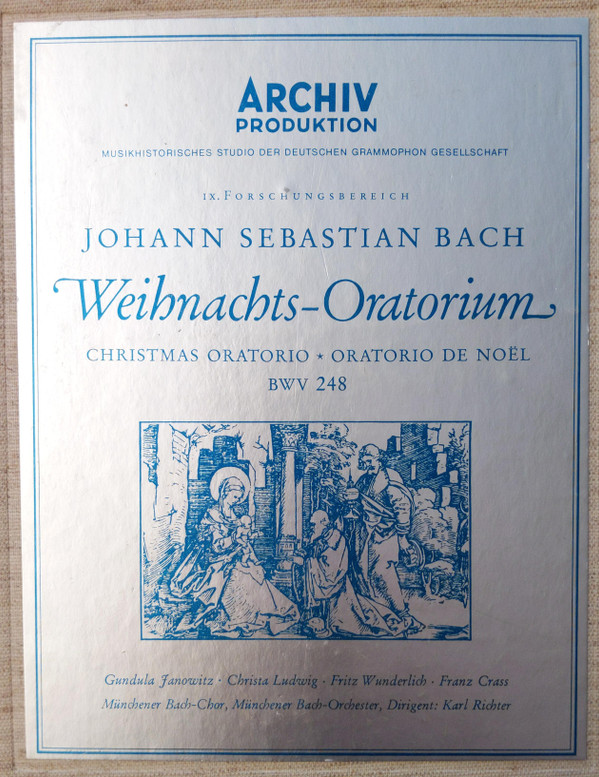 ARCHIV
PRODUKTION
MUSIKHISTORISCHES STUDIO DER DEUTSCHEN GRAMMOPHON GESELLSCHAFT
IX. FORSCHUNGSBEREICH
JOHANN SEBASTIAN BACH
Weihnachts-Oratorium
CHRISTMAS ORATORIO ⋆ ORATORIO DE NOËL
BWV 248
Gundula Janowitz · Christa Ludwig · Fritz Wunderlich · Franz Crass
Münchener Bach-Chor, Münchener Bach-Orchester, Dirigent: Karl Richter